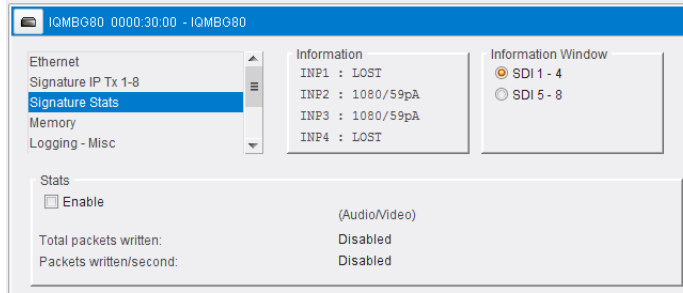 IQMBG80 0000:30:00 - IQMBG80
Ethernet
Signature IP Tx 1-8
Signature Stats
Memory
Logging - Misc
Information
INP1 : LOST
INP2 : 1080/59pA
INP3 : 1080/59pA
INP4 : LOST
Information Window
SDI 1 - 4
SDI 5 - 8
Stats
Enable
(Audio/Video)
Total packets written: Disabled
Packets written/second: Disabled